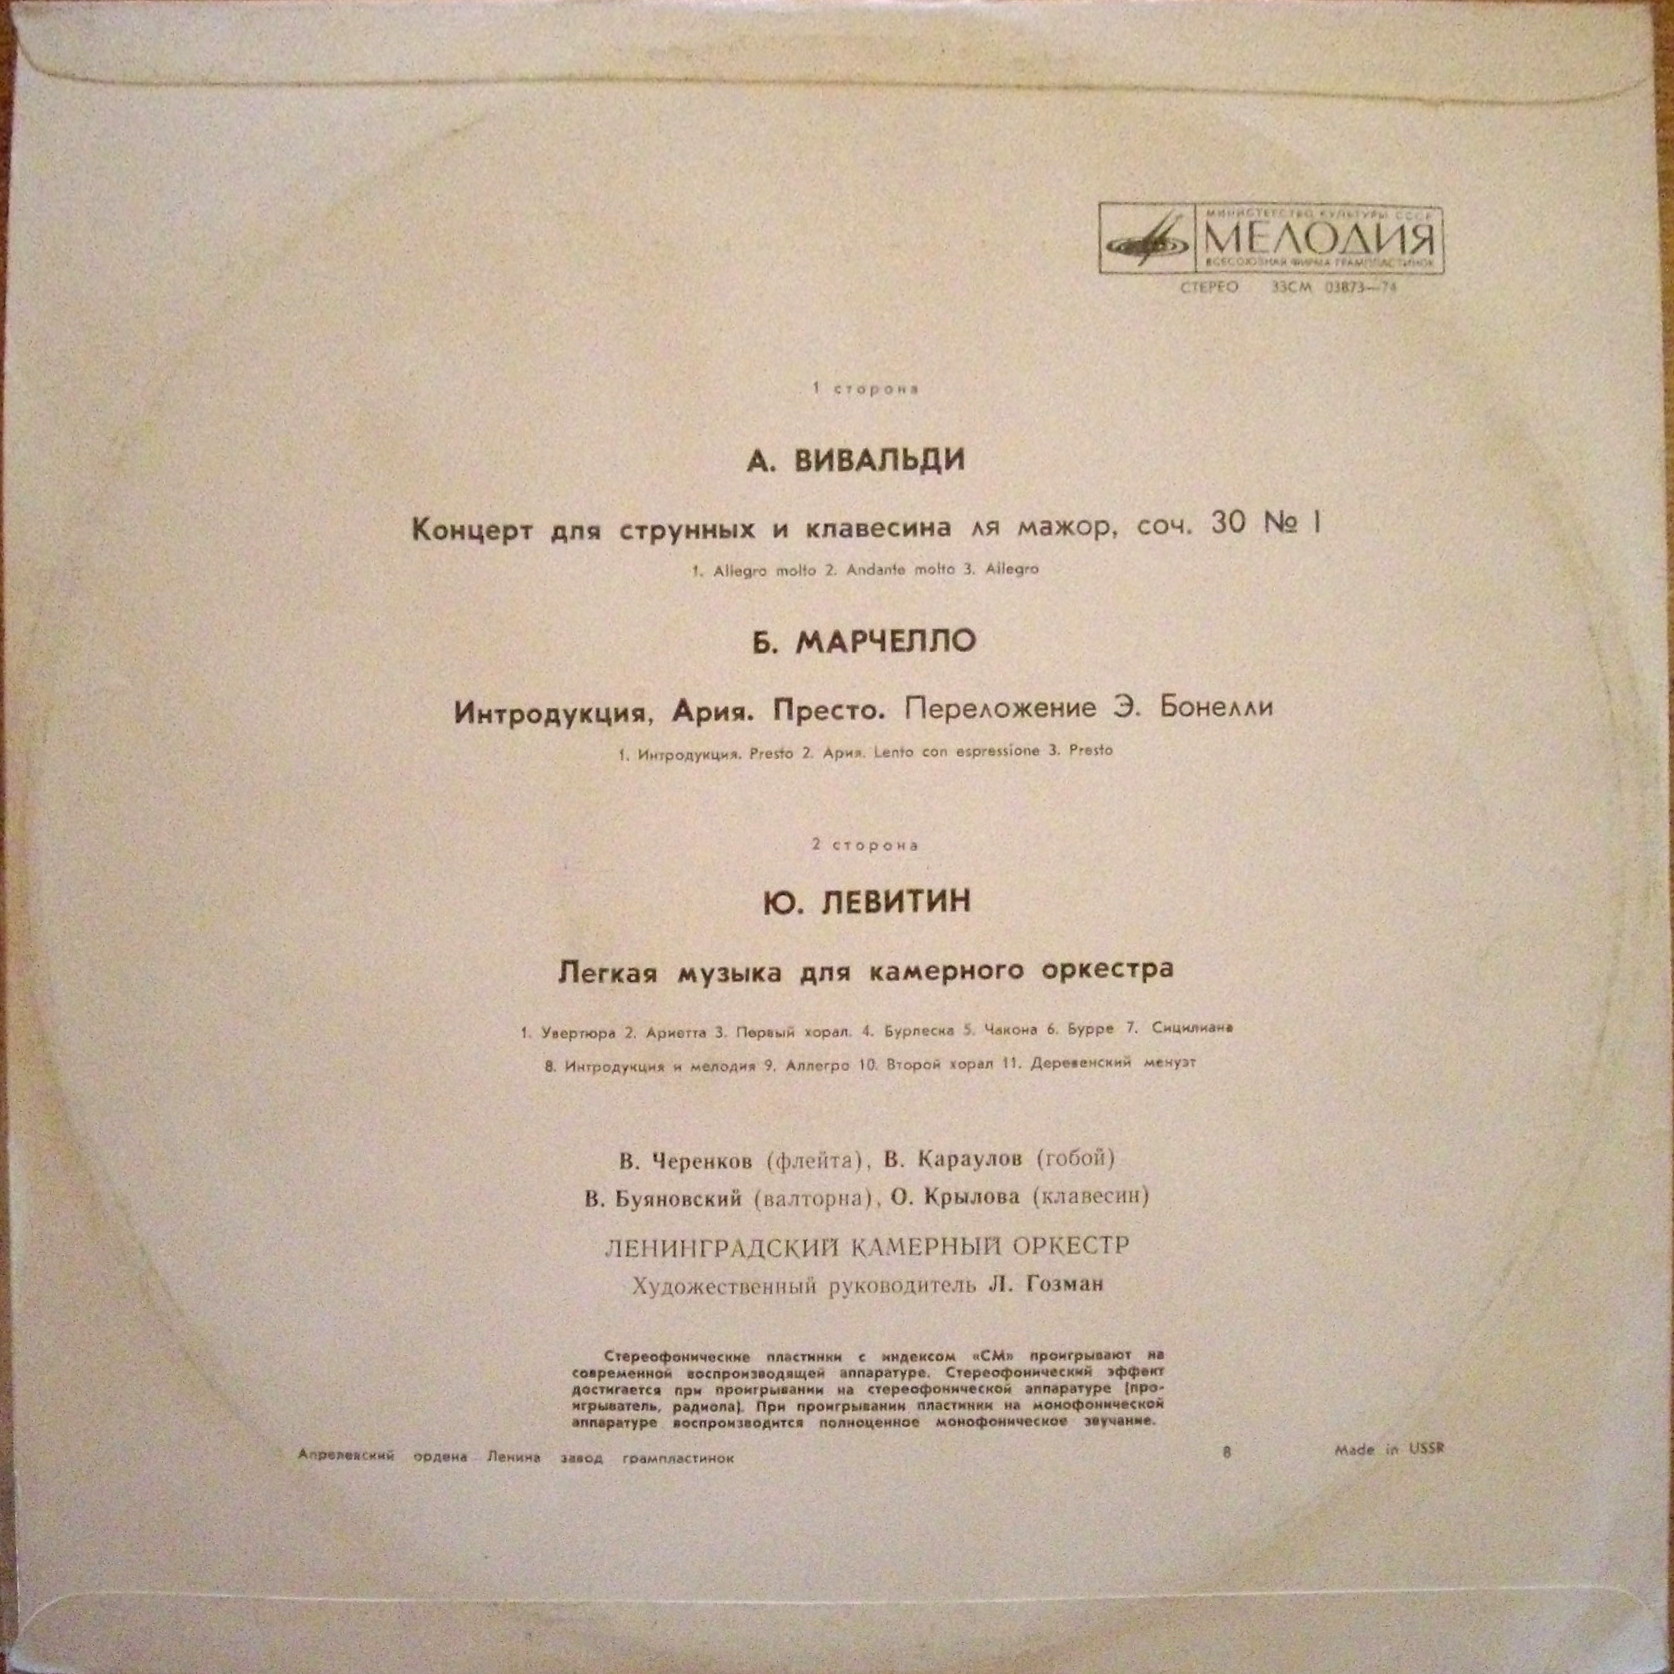 МИНИСТЕРСТВО КУЛЬТУРЫ СССР
МЕЛОДИЯ
ВСЕСОЮЗНАЯ ФИРМА ГРАМПЛАСТИНОК
СТЕРЕО 33СМ 03873—74
1 сторона
А. ВИВАЛЬДИ
Концерт для струнных и клавесина ля мажор, соч. 30 № 1
1. Allegro molto 2. Andante molto 3. Allegro
Б. МАРЧЕЛЛО
Интродукция, Ария. Престо. Переложение Э. Бонелли
1. Интродукция. Presto 2. Ария. Lento con espressione 3. Presto
2 сторона
Ю. ЛЕВИТИН
Легкая музыка для камерного оркестра
1. Увертюра 2. Ариетта 3. Первый хорал. 4. Бурлеска 5. Чакона 6. Бурре 7. Сицилиана
8. Интродукция и мелодия 9. Аллегро 10. Второй хорал 11. Деревенский менуэт
В. Черенков (флейта), В. Караулов (гобой)
В. Буяновский (валторна), О. Крылова (клавесин)
ЛЕНИНГРАДСКИЙ КАМЕРНЫЙ ОРКЕСТР
Художественный руководитель Л. Гозман
Стереофонические пластинки с индексом «СМ» проигрывают на
современной воспроизводящей аппаратуре. Стереофонический эффект
достигается при проигрывании на стереофонической аппаратуре (про-
игрыватель, радиола). При проигрывании пластинки на монофонической
аппаратуре воспроизводится полноценное монофоническое звучание.
Апрелевский ордена Ленина завод грампластинок 8 Made in USSR